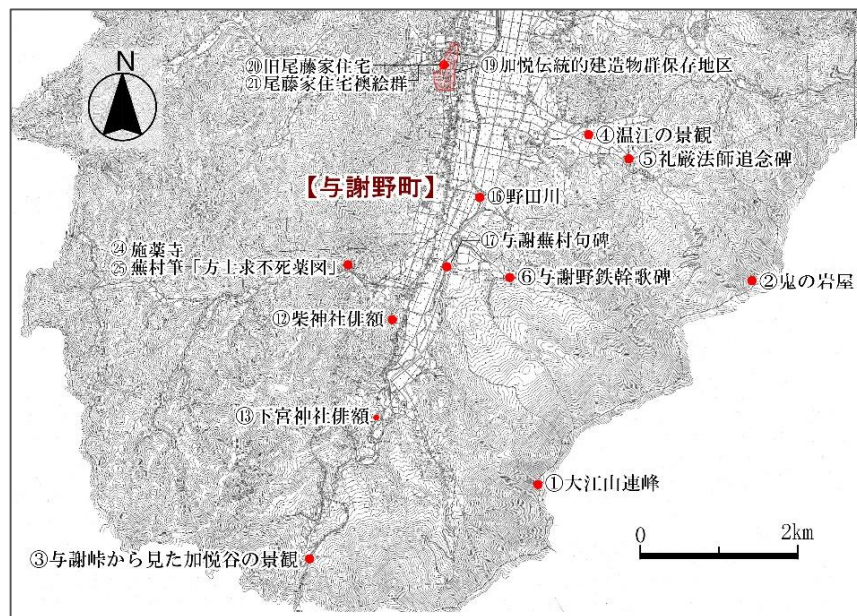 N
⑳旧尾藤家住宅
㉑尾藤家住宅襖絵群
⑲加悦伝統的建造物群保存地区
④温江の景観
⑤礼厳法師追念碑
【与謝野町】
⑯野田川
⑰与謝蕪村句碑
㉔施薬寺
㉕蕪村筆「方士求不死薬図」
⑥与謝野鉄幹歌碑
②鬼の岩屋
⑫柴神社俳額
⑬下宮神社俳額
①大江山連峰
0 2km
③与謝峠から見た加悦谷の景観